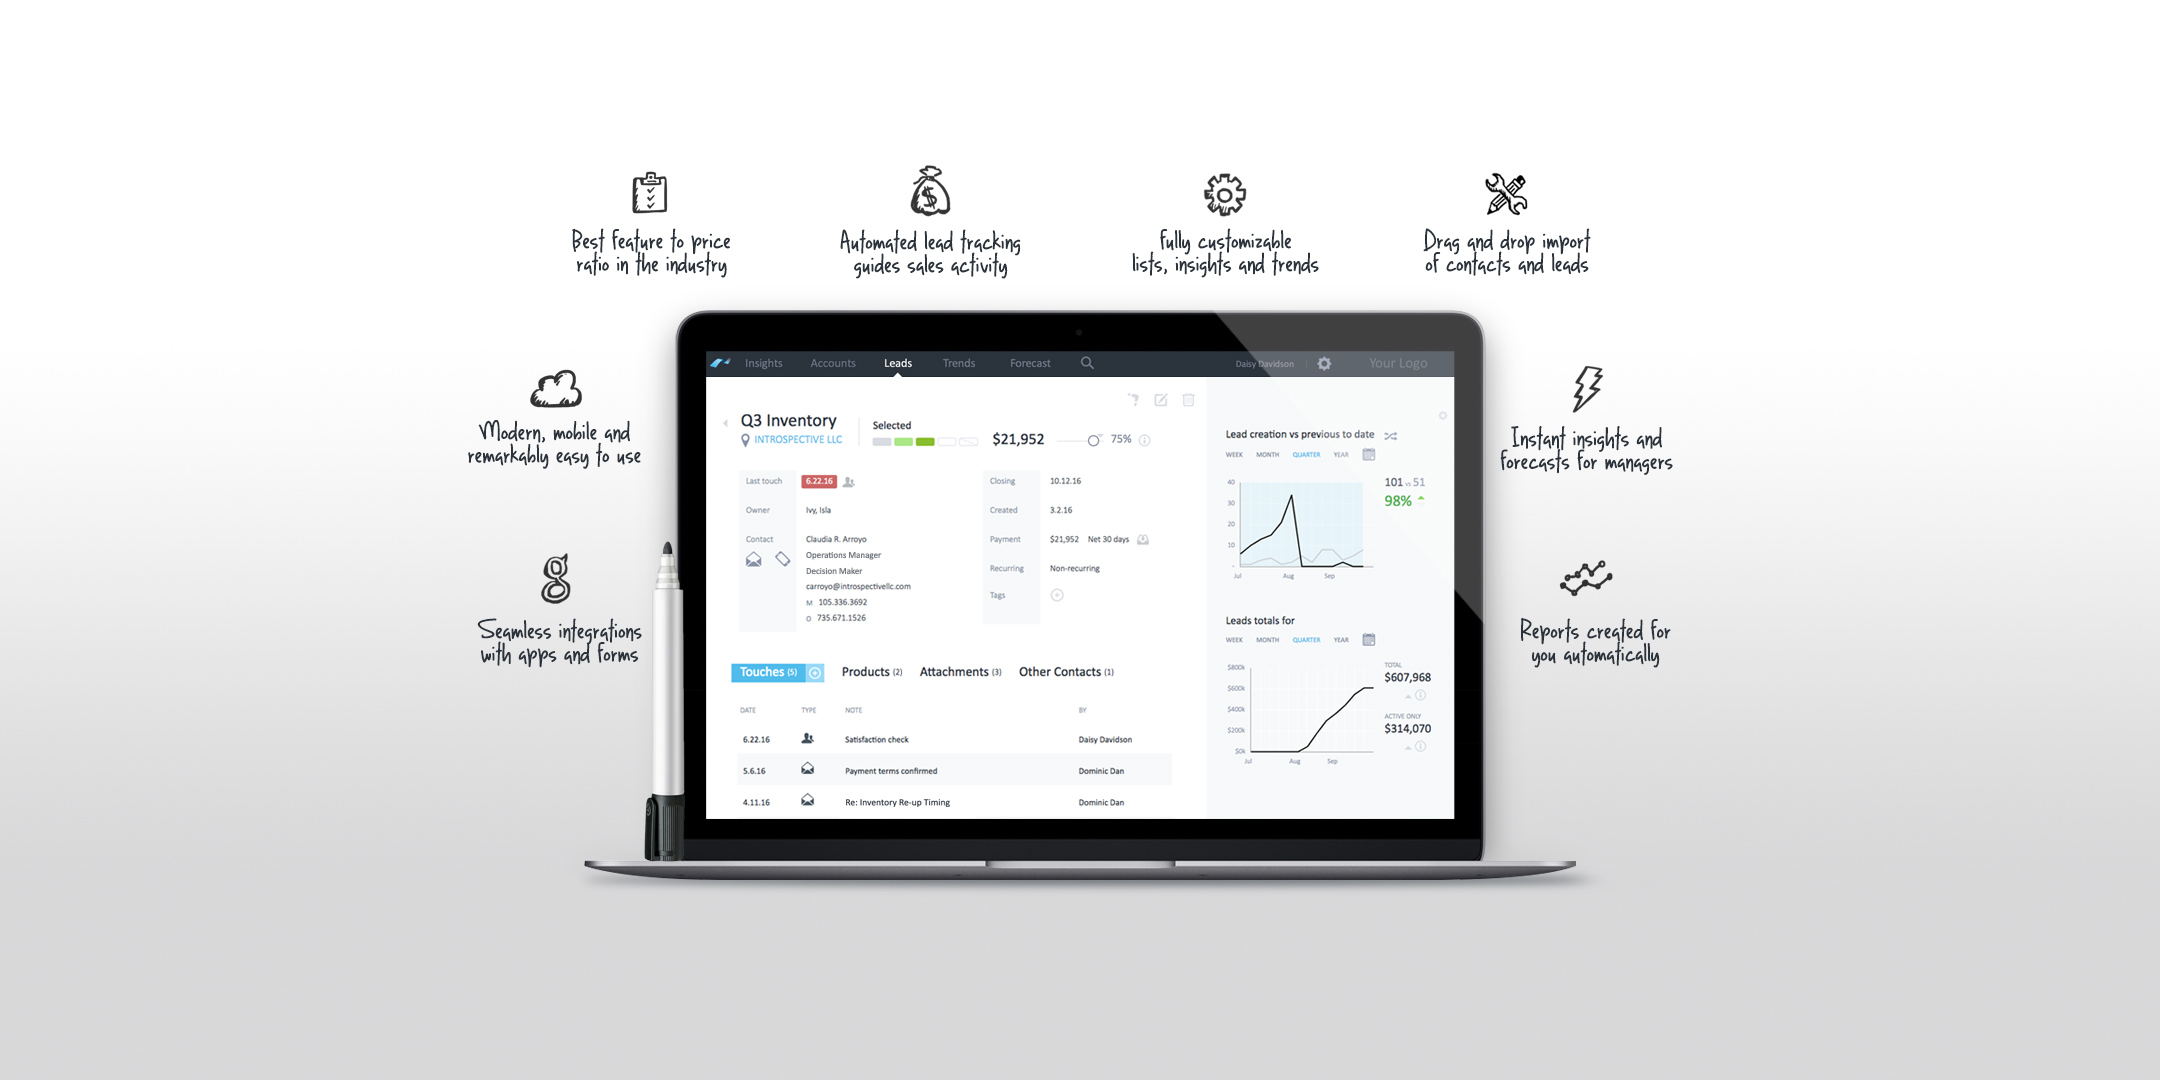 Best feature to price
ratio in the industry
Automated lead tracking
guides sales activity
Fully customizable
lists, insights and trends
Drag and drop import
of contacts and leads
Modern, mobile and
remarkably easy to use
Instant insights and
forecasts for managers
Seamless integrations
with apps and forms
Reports created for
you automatically
Insights Accounts Leads Trends Forecast Daisy Davidson Your Logo
Q3 Inventory
INTROSPECTIVE LLC
Selected
$21,952 75%
Last touch 6.22.16
Owner Ivy, Isla
Contact Claudia R. Arroyo
Operations Manager
Decision Maker
carroyo@introspectivellc.com
M 105.336.3692
O 735.671.1526
Closing 10.12.16
Created 3.2.16
Payment $21,952 Net 30 days
Recurring Non-recurring
Tags
Touches (5) Products (2) Attachments (3) Other Contacts (1)
DATE TYPE NOTE BY
6.22.16 Satisfaction check Daisy Davidson
5.6.16 Payment terms confirmed Dominic Dan
4.11.16 Re: Inventory Re-up Timing Dominic Dan
Lead creation vs previous to date
WEEK MONTH QUARTER YEAR
40
30
20
10
-
Jul Aug Sep
101 vs 51
98%
Leads totals for
WEEK MONTH QUARTER YEAR
$800k
$600k
$400k
$200k
$0k
Jul Aug Sep
TOTAL
$607,968
ACTIVE ONLY
$314,070